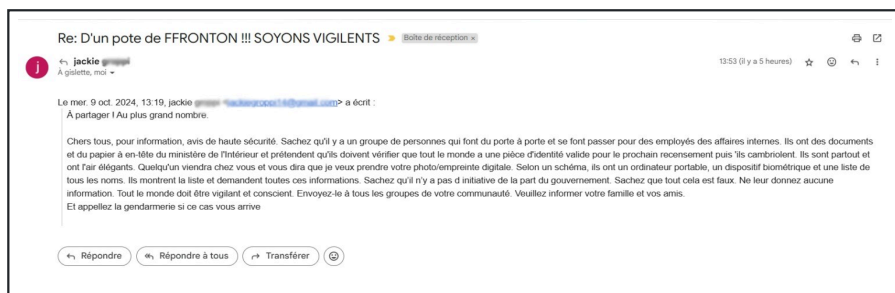 Re: D'un pote de FFRONTON !!! SOYONS VIGILENTS Boîte de réception ×
j
jackie
13:53 (il y a 5 heures)
À gislette, moi
Le mer. 9 oct. 2024, 13:19, jackie a écrit :
À partager ! Au plus grand nombre.
Chers tous, pour information, avis de haute sécurité. Sachez qu'il y a un groupe de personnes qui font du porte à porte et se font passer pour des employés des affaires internes. Ils ont des documents
et du papier à en-tête du ministère de l'Intérieur et prétendent qu'ils doivent vérifier que tout le monde a une pièce d'identité valide pour le prochain recensement puis 'ils cambriolent. Ils sont partout et
ont l'air élégants. Quelqu'un viendra chez vous et vous dira que je veux prendre votre photo/empreinte digitale. Selon un schéma, ils ont un ordinateur portable, un dispositif biométrique et une liste de
tous les noms. Ils montrent la liste et demandent toutes ces informations. Sachez qu'il n'y a pas d initiative de la part du gouvernement. Sachez que tout cela est faux. Ne leur donnez aucune
information. Tout le monde doit être vigilant et conscient. Envoyez-le à tous les groupes de votre communauté. Veuillez informer votre famille et vos amis.
Et appellez la gendarmerie si ce cas vous arrive
Répondre Répondre à tous Transférer